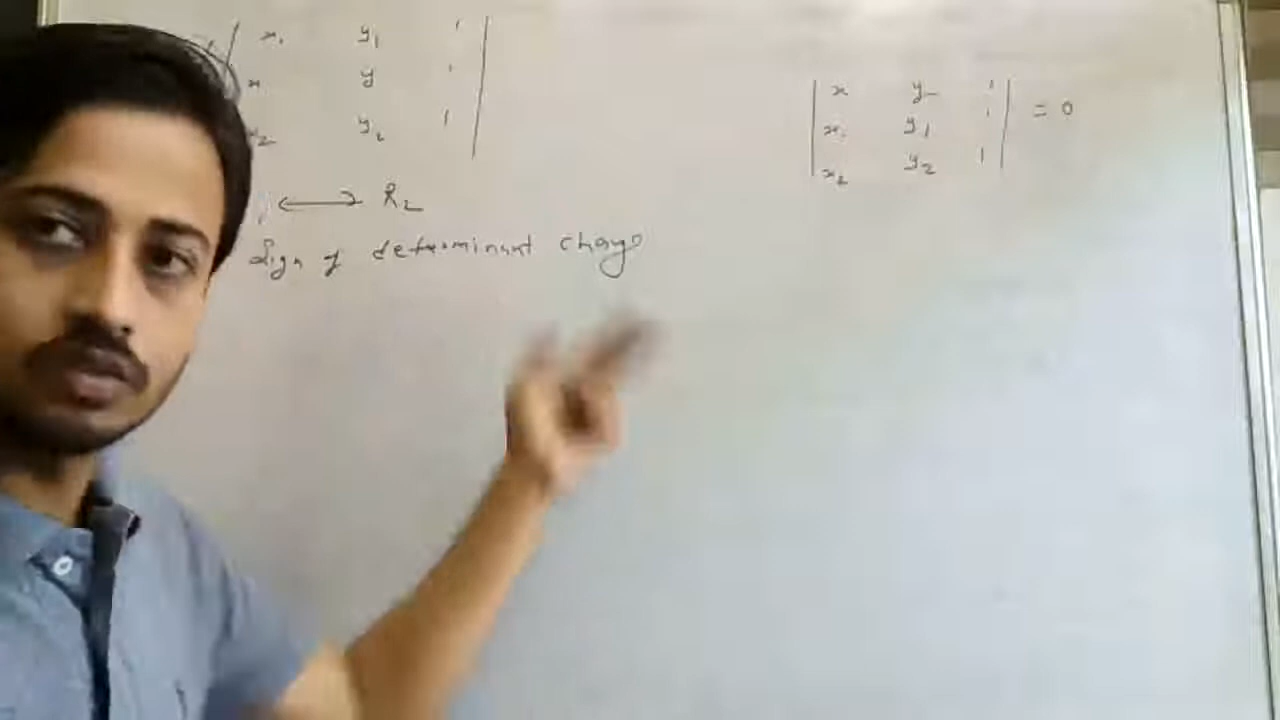 | x₁ y₁ 1 |
x y 1
x₂ y₂ 1
⟷ R₂
Sign of determinant change
| x y 1 | = 0
x₁ y₁ 1
x₂ y₂ 1